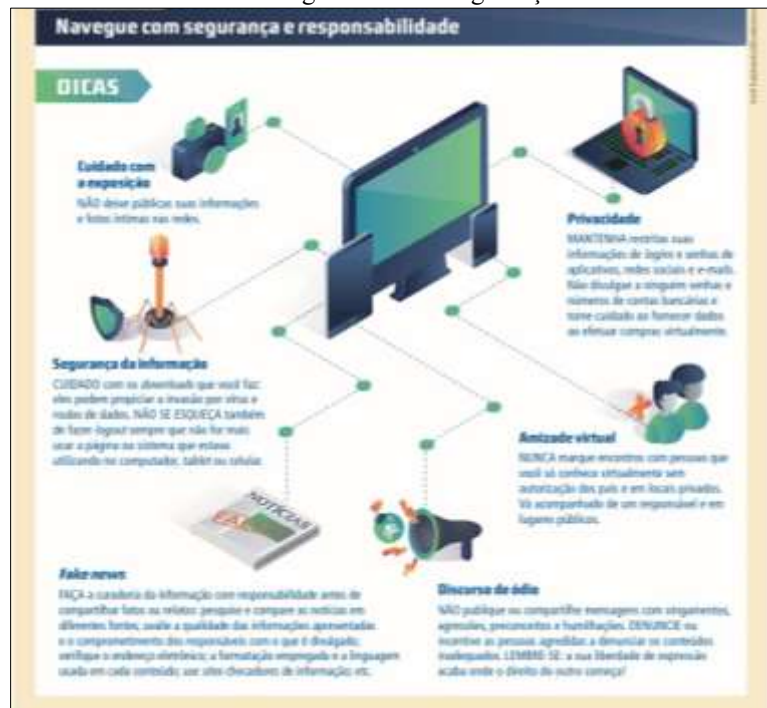 Navegue com segurança e responsabilidade
DICAS
Cuidado com
a exposição
NÃO deixe públicas suas informações
e fotos íntimas nas redes.
Privacidade
MANTENHA restritas suas
informações de logins e senhas de
aplicativos, redes sociais e e-mails.
Não divulgue a ninguém senhas e
números de contas bancárias e
tome cuidado ao fornecer dados
ao efetuar compras virtualmente.
Segurança da informação
CUIDADO com os downloads que você faz:
eles podem propiciar a invasão por vírus e
roubo de dados. NÃO SE ESQUEÇA também
de fazer logout sempre que não for mais
usar a página ou sistema que estava
utilizando no computador, tablet ou celular.
Amizade virtual
NUNCA marque encontros com pessoas que
você só conhece virtualmente sem
autorização dos pais e em locais privados.
Vá acompanhado de um responsável e em
lugares públicos.
NOTÍCIAS
Fake news
FAÇA a curadoria da informação com responsabilidade antes de
compartilhar fatos ou relatos: pesquise e compare as notícias em
diferentes fontes; avalie a qualidade das informações apresentadas
e o comprometimento dos responsáveis com o que é divulgado;
verifique o endereço eletrônico, a formatação empregada e a linguagem
usada em cada conteúdo; use sites checadores de informação; etc.
Discurso de ódio
NÃO publique ou compartilhe mensagens com xingamentos,
agressões, preconceitos e humilhações. DENUNCIE ou
incentive as pessoas agredidas a denunciar os conteúdos
inadequados. LEMBRE-SE: a sua liberdade de expressão
acaba onde o direito do outro começa!